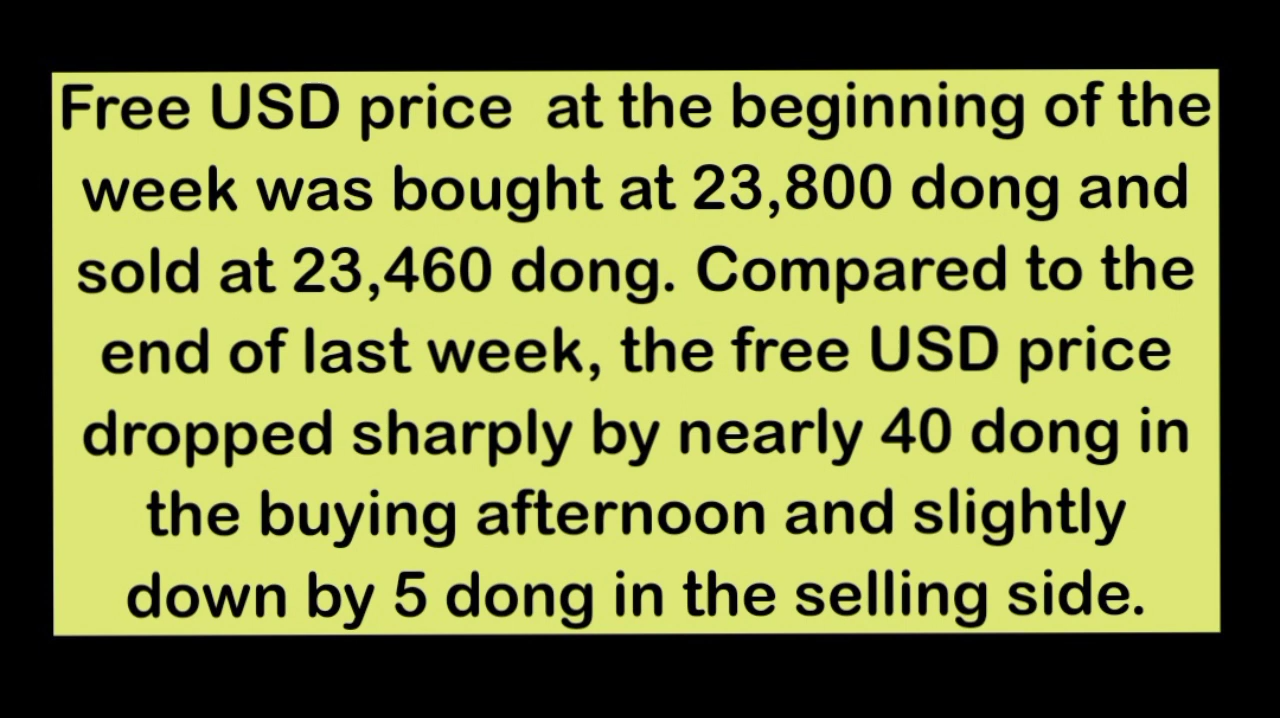 Free USD price  at the beginning of the
week was bought at 23,800 dong and
sold at 23,460 dong. Compared to the
end of last week, the free USD price
dropped sharply by nearly 40 dong in
the buying afternoon and slightly
down by 5 dong in the selling side.